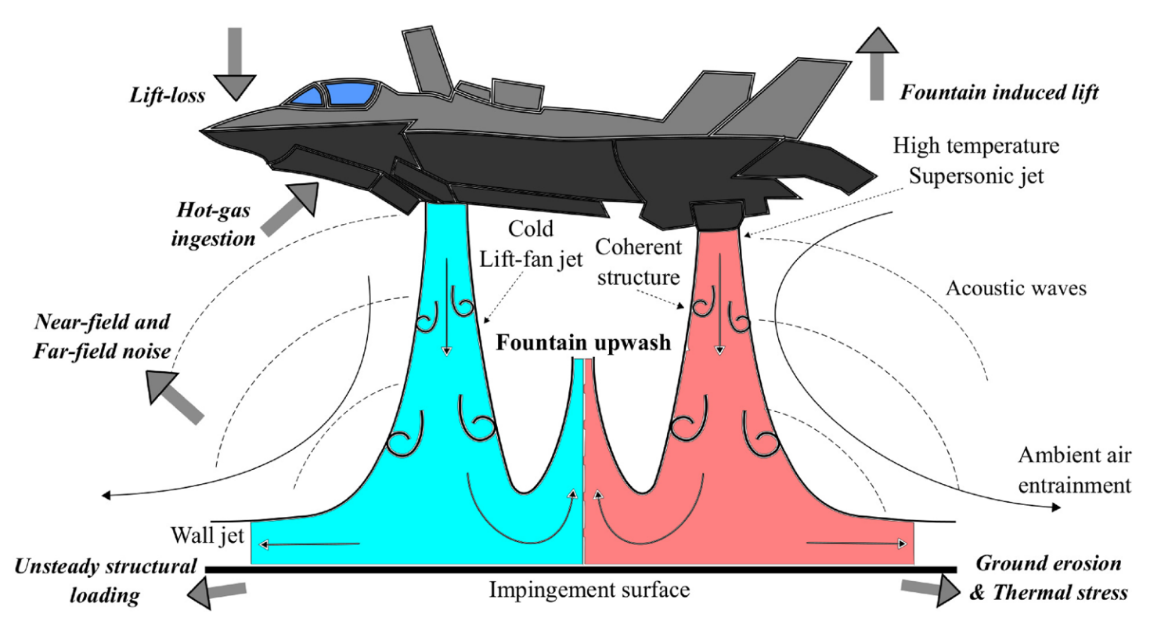 Lift-loss
Fountain induced lift
High temperature
Supersonic jet
Hot-gas
ingestion
Cold
Lift-fan jet
Coherent
structure
Acoustic waves
Near-field and
Far-field noise
Fountain upwash
Ambient air
entrainment
Wall jet
Unsteady structural
loading
Impingement surface
Ground erosion
& Thermal stress